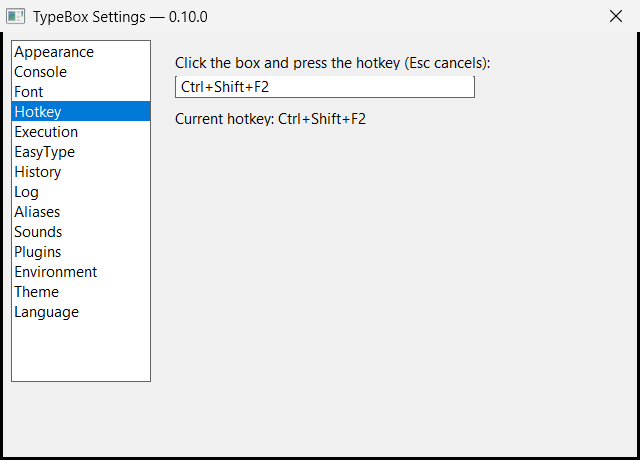 TypeBox Settings — 0.10.0
Appearance
Console
Font
Hotkey
Execution
EasyType
History
Log
Aliases
Sounds
Plugins
Environment
Theme
Language
Click the box and press the hotkey (Esc cancels):
Ctrl+Shift+F2
Current hotkey: Ctrl+Shift+F2